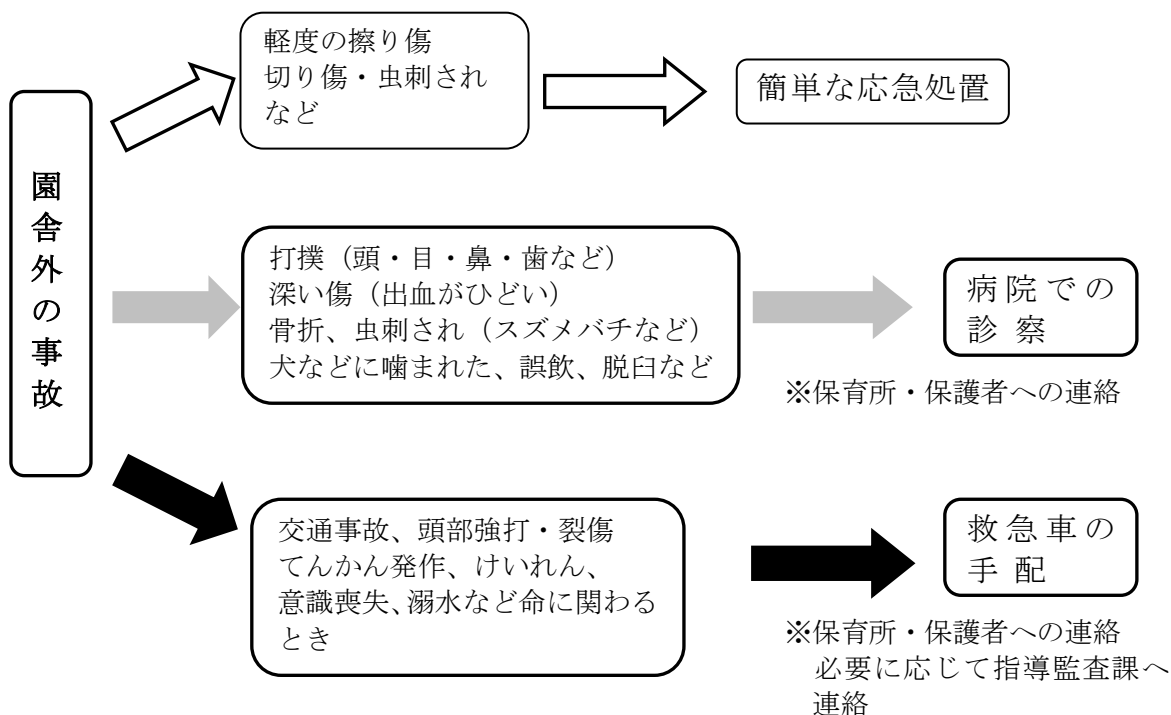 園舎外の事故
軽度の擦り傷
切り傷・虫刺され
など
簡単な応急処置
打撲（頭・目・鼻・歯など）
深い傷（出血がひどい）
骨折、虫刺され（スズメバチなど）
犬などに噛まれた、誤飲、脱臼など
病院での
診察
※保育所・保護者への連絡
交通事故、頭部強打・裂傷
てんかん発作、けいれん、
意識喪失、溺水など命に関わる
とき
救急車の
手配
※保育所・保護者への連絡
必要に応じて指導監査課へ
連絡